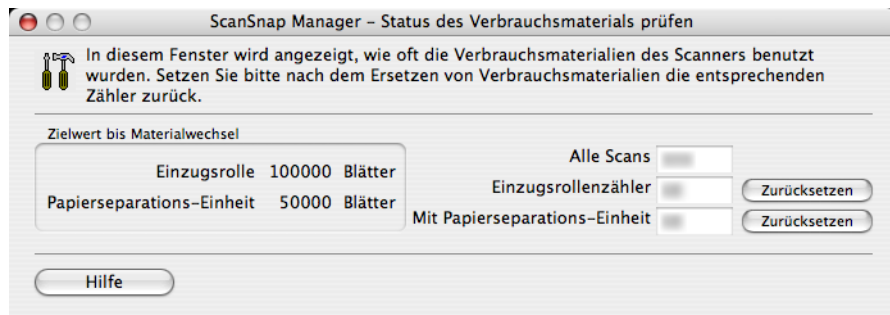 ScanSnap Manager – Status des Verbrauchsmaterials prüfen
In diesem Fenster wird angezeigt, wie oft die Verbrauchsmaterialien des Scanners benutzt
wurden. Setzen Sie bitte nach dem Ersetzen von Verbrauchsmaterialien die entsprechenden
Zähler zurück.
Zielwert bis Materialwechsel
Einzugsrolle 100000 Blätter
Papierseparations-Einheit 50000 Blätter
Alle Scans
Einzugsrollenzähler Zurücksetzen
Mit Papierseparations-Einheit Zurücksetzen
Hilfe